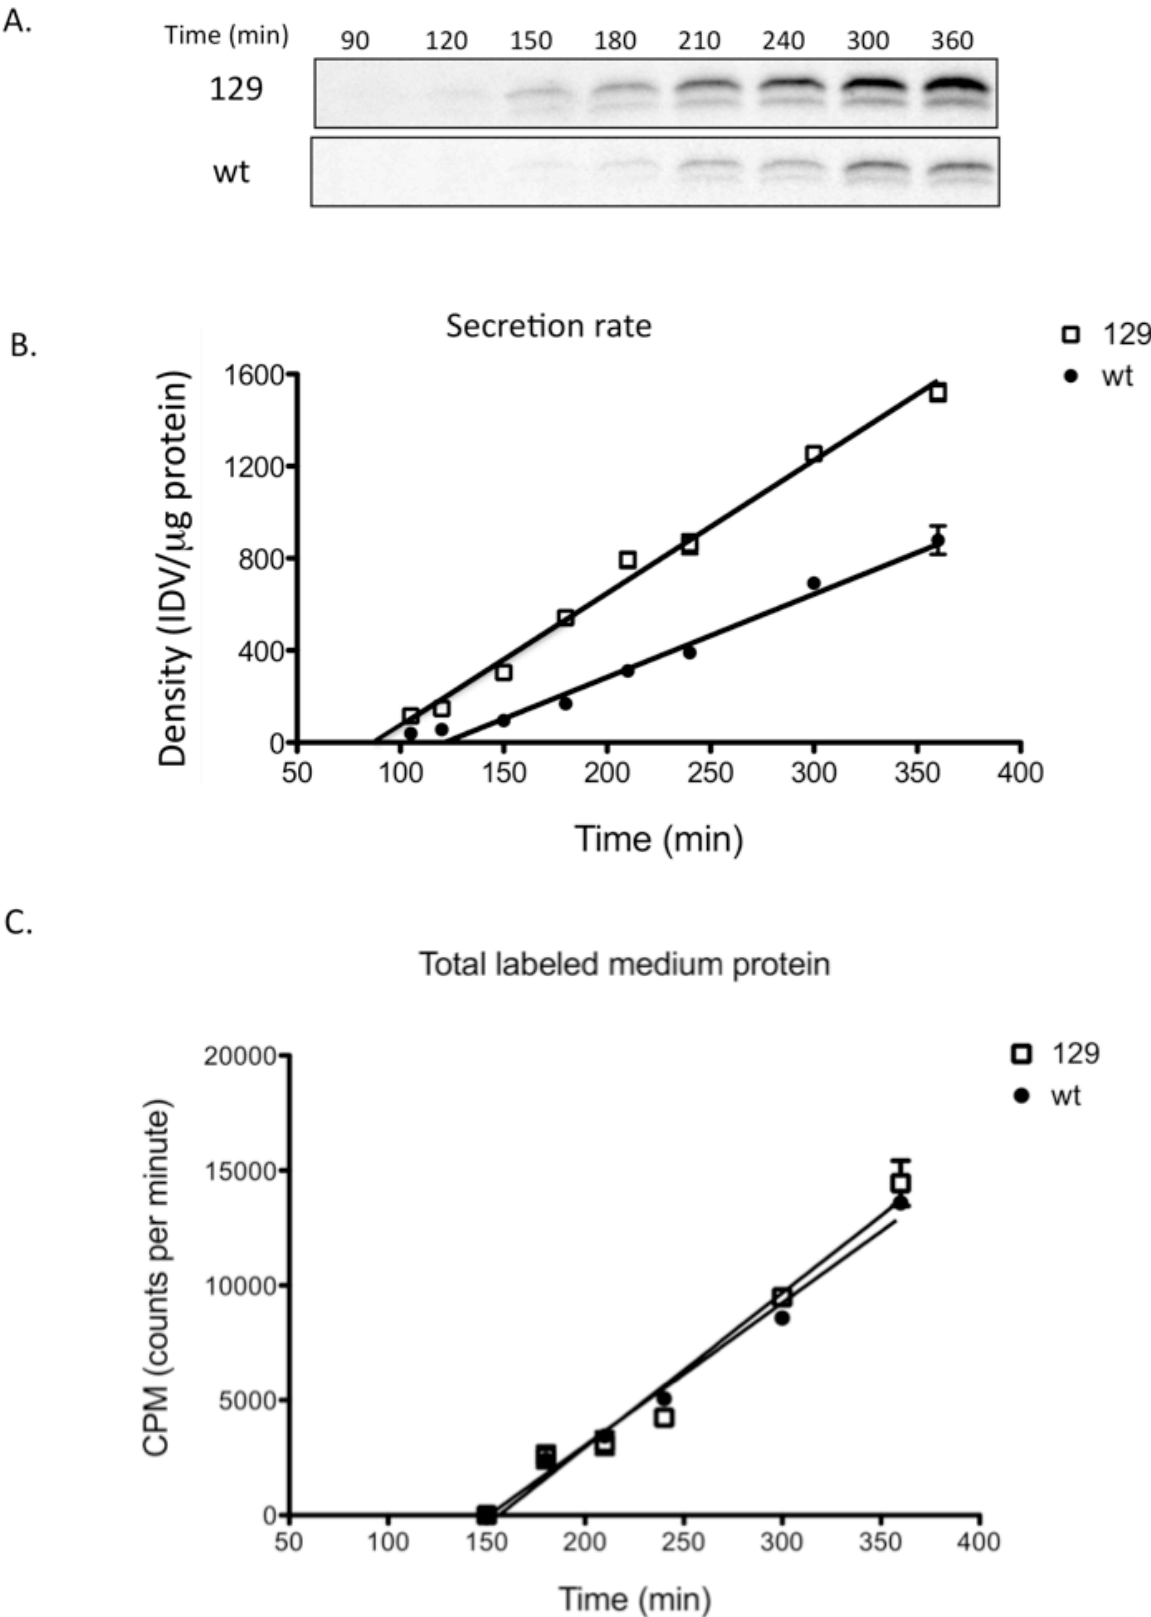 A.
Time (min) 90 120 150 180 210 240 300 360
129
wt
B.
Secretion rate
129
wt
Density (IDV/μg protein)
1600
1200
800
400
0
50 100 150 200 250 300 350 400
Time (min)
C.
Total labeled medium protein
129
wt
CPM (counts per minute)
20000
15000
10000
5000
0
50 100 150 200 250 300 350 400
Time (min)